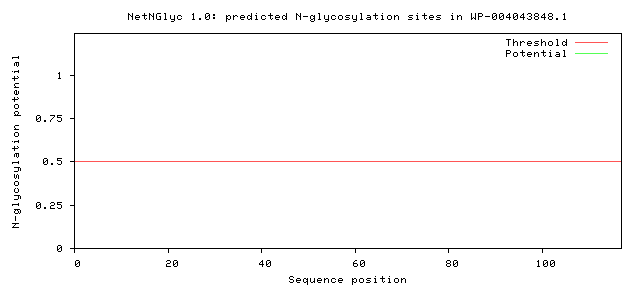 NetNGlyc 1.0: predicted N-glycosylation sites in WP-004043848.1
Threshold
Potential
N-glycosylation potential
1
0.75
0.5
0.25
0
0 20 40 60 80 100
Sequence position